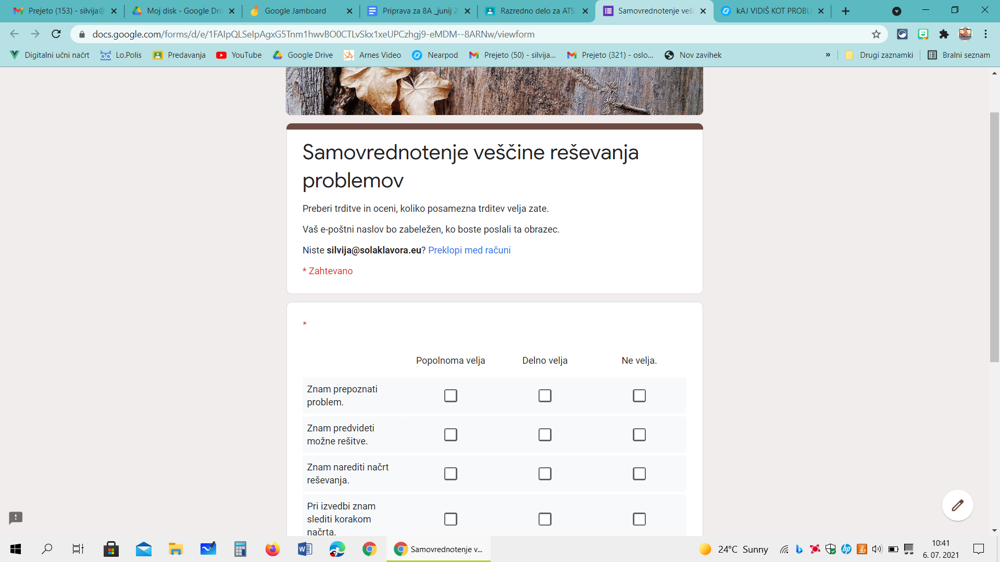 Prejeto (153) - silvija@
Moj disk - Google Dri
Google Jamboard
Priprava za 8A _junij 2
Razredno delo za ATS
Samovrednotenje vešč
kAJ VIDIŠ KOT PROBL
docs.google.com/forms/d/e/1FAIpQLSeIpAgxG5Tnm1hwvBO0CTLvSkx1xeUPCzhgj9-eMDM--8ARNw/viewform
Digitalni učni načrt
Lo.Polis
Predavanja
YouTube
Google Drive
Arnes Video
Nearpod
Prejeto (50) - silvija...
Prejeto (321) - oslo...
Nov zavihek
»
Drugi zaznamki
Bralni seznam
Samovrednotenje veščine reševanja
problemov
Preberi trditve in oceni, koliko posamezna trditev velja zate.
Vaš e-poštni naslov bo zabeležen, ko boste poslali ta obrazec.
Niste silvija@solaklavora.eu? Preklopi med računi
* Zahtevano
*
Popolnoma velja Delno velja Ne velja.
Znam prepoznati
problem.
Znam predvideti
možne rešitve.
Znam narediti načrt
reševanja.
Pri izvedbi znam
slediti korakom
načrta.
Samovrednotenje v...
24°C Sunny
10:41
6. 07. 2021